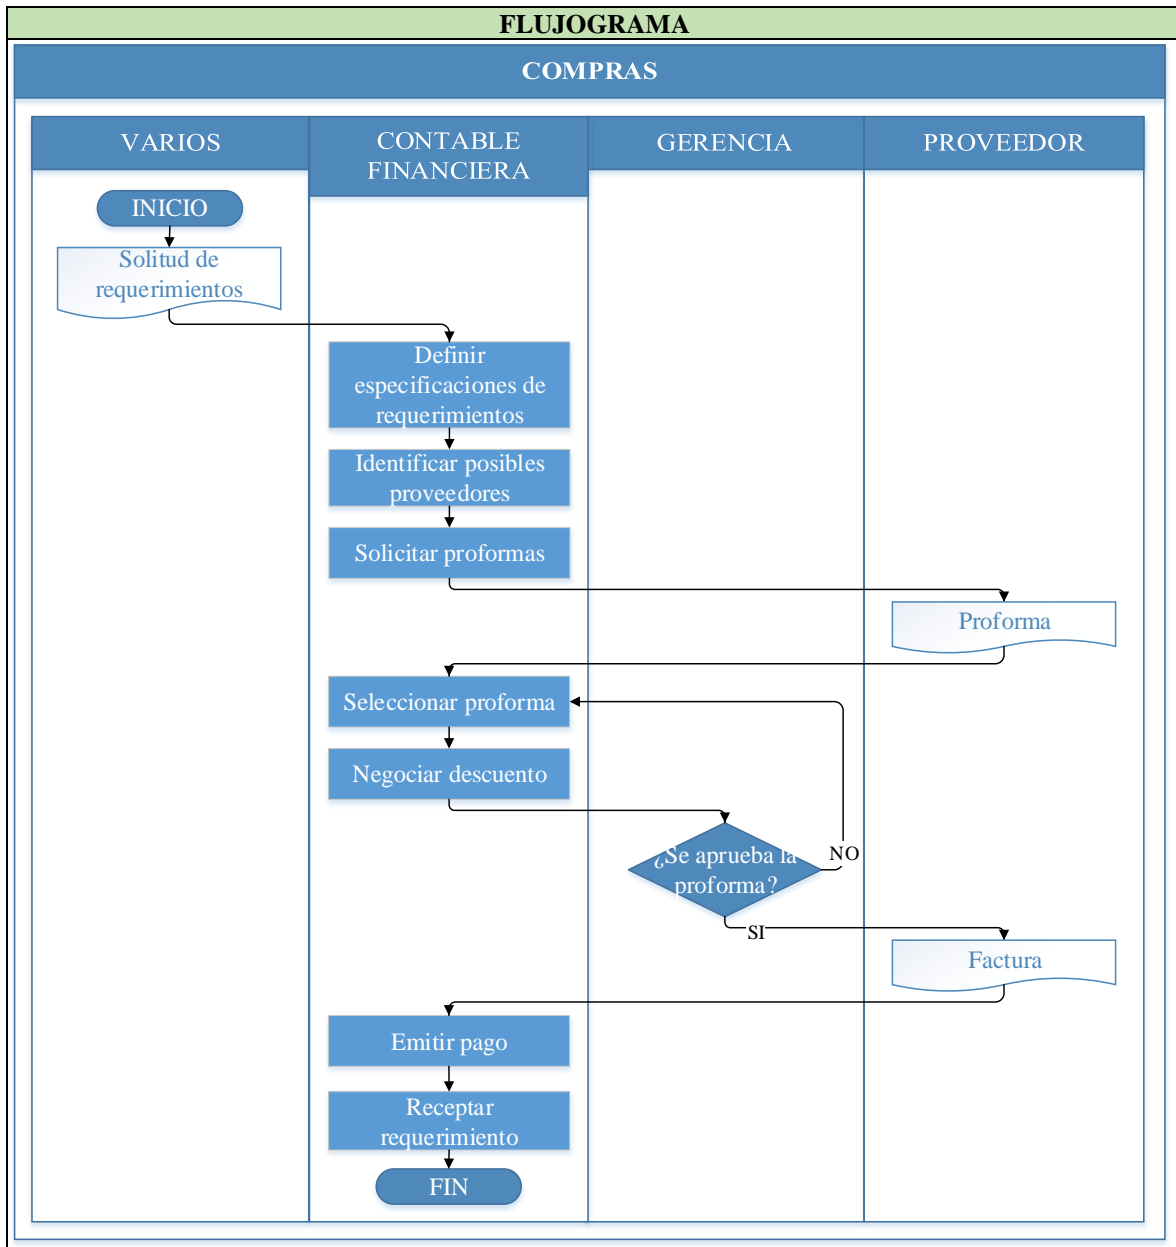 FLUJOGRAMA
COMPRAS
VARIOS
CONTABLE
FINANCIERA
GERENCIA
PROVEEDOR
INICIO
Solitud de
requerimientos
Definir
especificaciones de
requerimientos
Identificar posibles
proveedores
Solicitar proformas
Proforma
Seleccionar proforma
Negociar descuento
¿Se aprueba la
proforma?
NO
SI
Factura
Emitir pago
Receptar
requerimiento
FIN